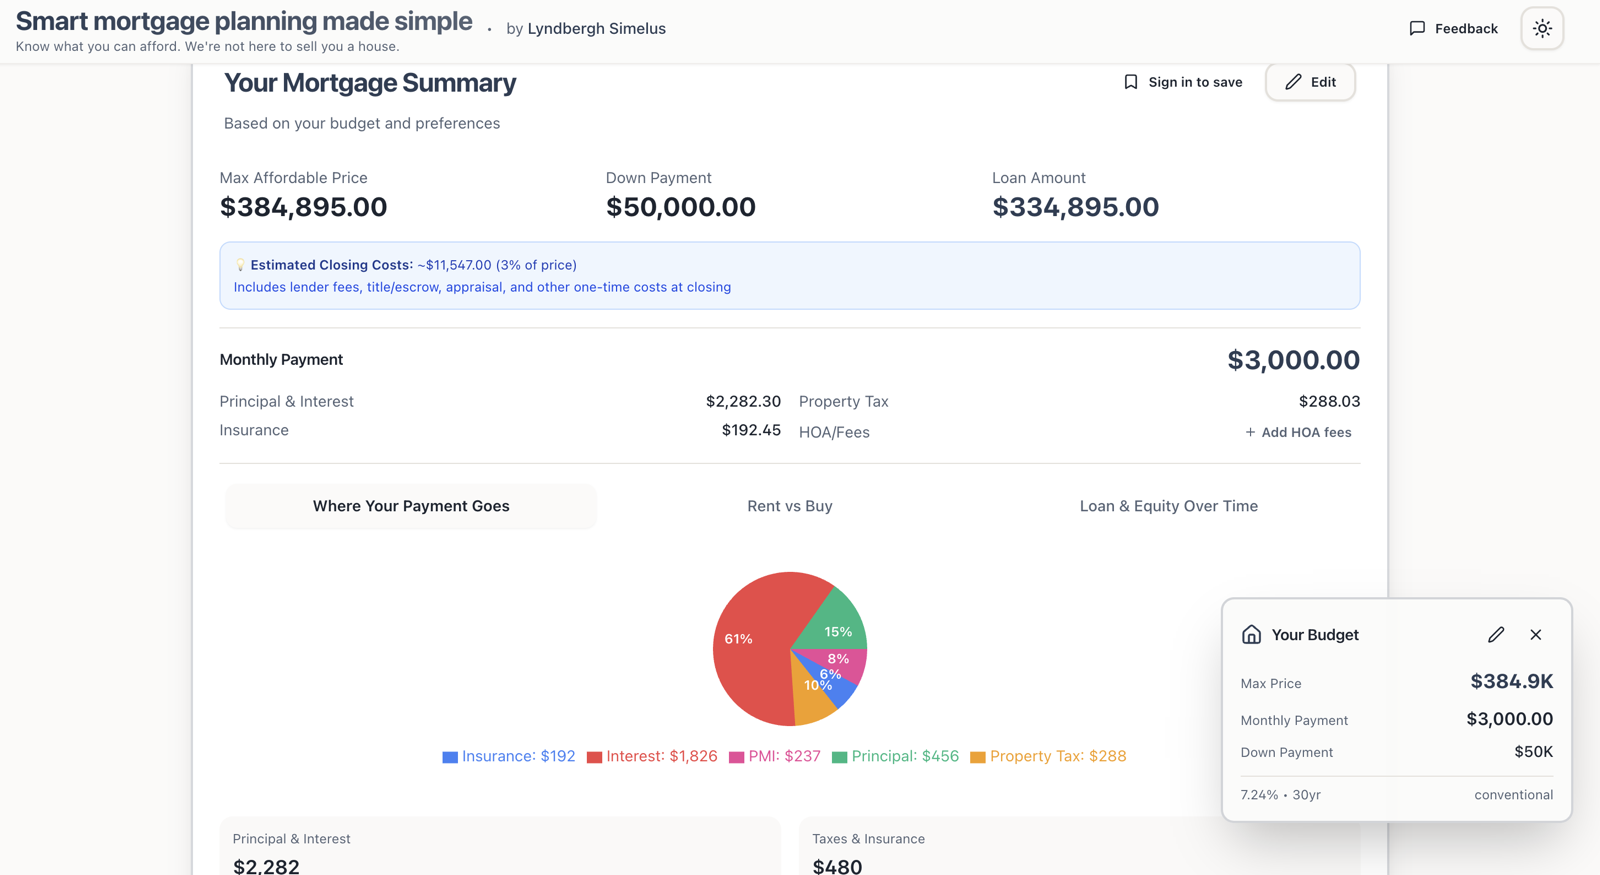 Smart mortgage planning made simple · by Lyndbergh Simelus
Know what you can afford. We're not here to sell you a house.
Feedback
Your Mortgage Summary
Sign in to save
Edit
Based on your budget and preferences
Max Affordable Price
$384,895.00
Down Payment
$50,000.00
Loan Amount
$334,895.00
💡 Estimated Closing Costs: ~$11,547.00 (3% of price)
Includes lender fees, title/escrow, appraisal, and other one-time costs at closing
Monthly Payment $3,000.00
Principal & Interest $2,282.30
Property Tax $288.03
Insurance $192.45
HOA/Fees + Add HOA fees
Where Your Payment Goes
Rent vs Buy
Loan & Equity Over Time
61%
15%
8%
6%
10%
Insurance: $192 Interest: $1,826 PMI: $237 Principal: $456 Property Tax: $288
Principal & Interest
$2,282
Taxes & Insurance
$480
Your Budget
Max Price $384.9K
Monthly Payment $3,000.00
Down Payment $50K
7.24% • 30yr conventional